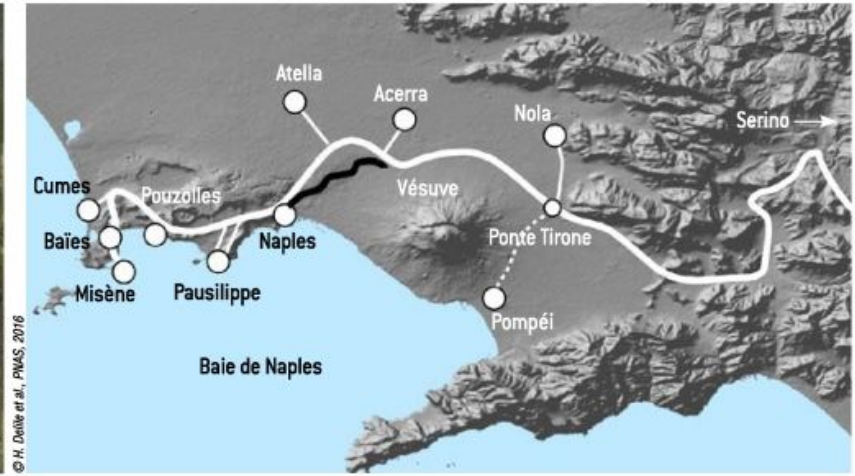 Atella
Acerra
Nola
Serino
Cumes
Pouzolles
Vésuve
Baïes
Naples
Ponte Tirone
Misène
Pausilippe
Pompéi
Baie de Naples
© H. Delile et al., PNAS, 2016